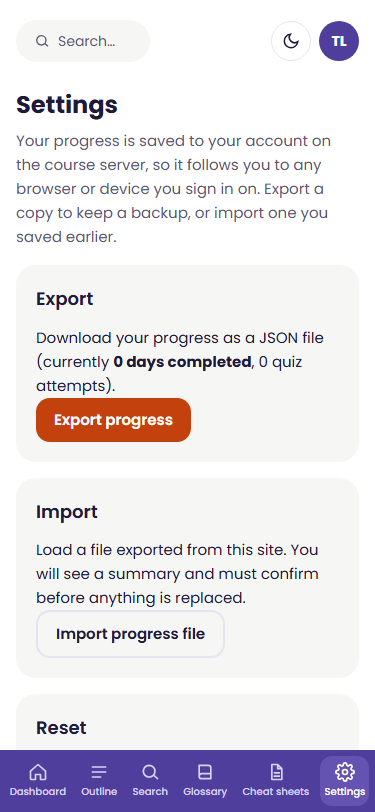 Search...
TL
Settings
Your progress is saved to your account on
the course server, so it follows you to any
browser or device you sign in on. Export a
copy to keep a backup, or import one you
saved earlier.
Export
Download your progress as a JSON file
(currently 0 days completed, 0 quiz
attempts).
Export progress
Import
Load a file exported from this site. You
will see a summary and must confirm
before anything is replaced.
Import progress file
Reset
Dashboard Outline Search Glossary Cheat sheets Settings